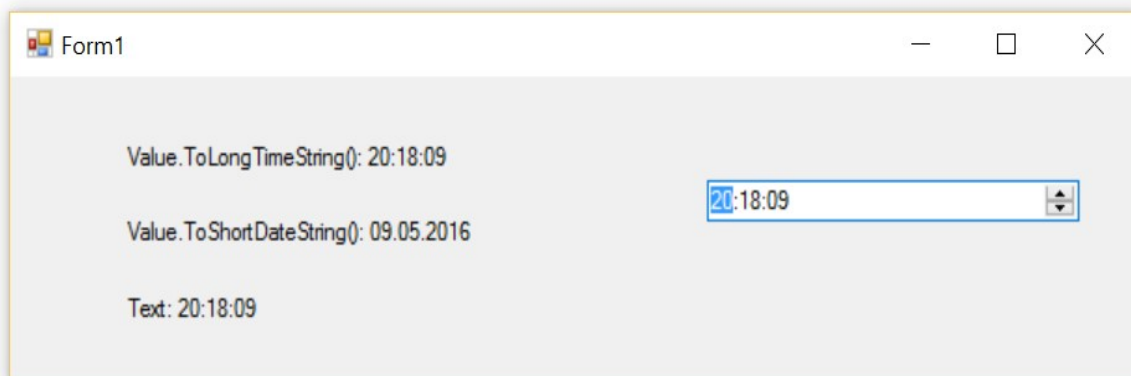 Form1
Value.ToLongTimeString(): 20:18:09
20:18:09
Value.ToShortDateString(): 09.05.2016
Text: 20:18:09